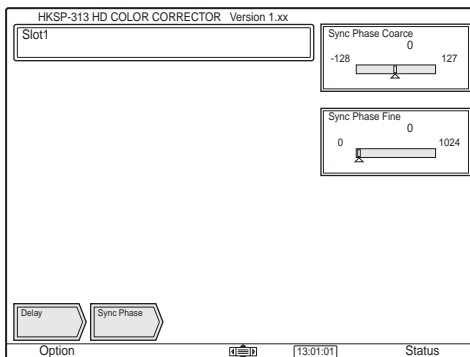 HKSP-313 HD COLOR CORRECTOR Version 1.xx
Slot1
Sync Phase Coarce
0
-128 127
Sync Phase Fine
0
0 1024
Delay Sync Phase
Option 13:01:01 Status